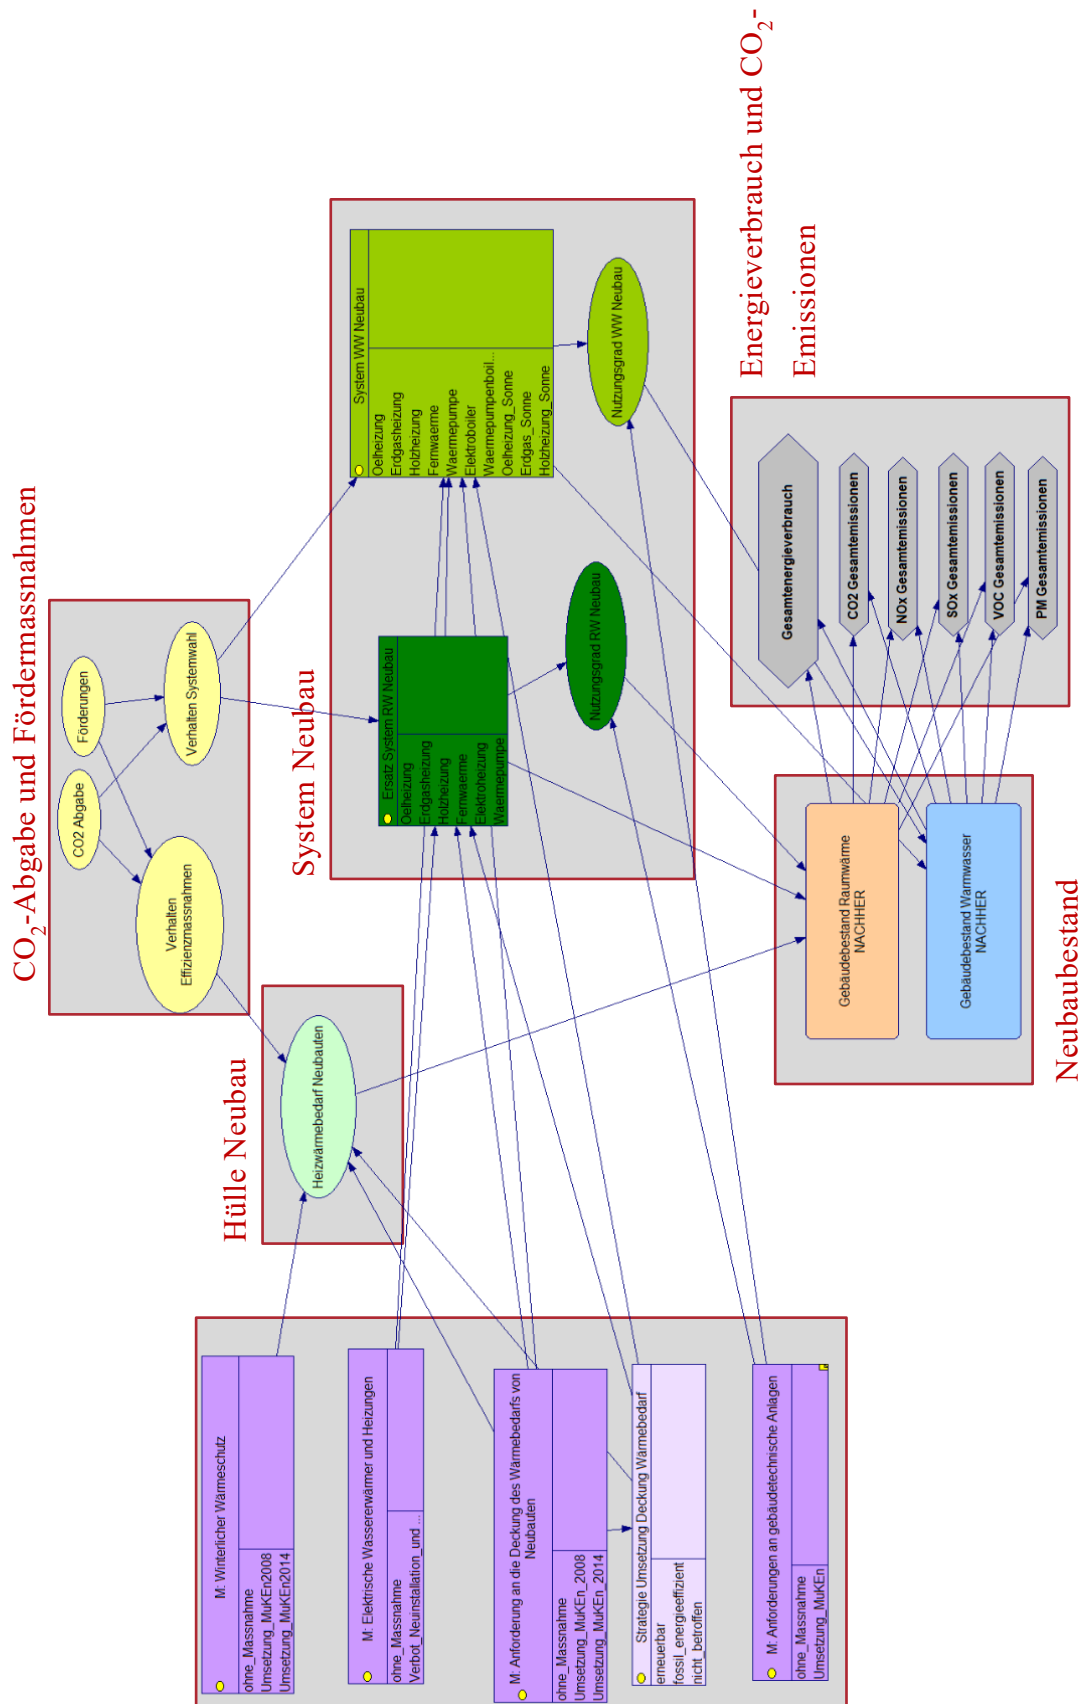 CO₂-Abgabe und Fördermassnahmen
CO2 Abgabe
Förderungen
Verhalten
Effizienzmassnahmen
Verhalten Systemwahl
Hülle Neubau
Heizwärmebedarf Neubauten
System Neubau
Ersatz System RW Neubau
Oelheizung
Erdgasheizung
Holzheizung
Fernwaerme
Elektroheizung
Waermepumpe
Nutzungsgrad RW Neubau
System WW Neubau
Oelheizung
Erdgasheizung
Holzheizung
Fernwaerme
Waermepumpe
Elektroboiler
Waermepumpenboil...
Oelheizung_Sonne
Erdgas_Sonne
Holzheizung_Sonne
Nutzungsgrad WW Neubau
M: Winterlicher Wärmeschutz
ohne_Massnahme
Umsetzung_MuKEn2008
Umsetzung_MuKEn2014
M: Elektrische Wassererwärmer und Heizungen
ohne_Massnahme
Verbot_Neuinstallation_und ...
M: Anforderung an die Deckung des Wärmebedarfs von
Neubauten
ohne_Massnahme
Umsetzung_MuKEn_2008
Umsetzung_MuKEn_2014
Strategie Umsetzung Deckung Wärmebedarf
erneuerbar
fossil_energieeffizient
nicht_betroffen
M: Anforderungen an gebäudetechnische Anlagen
ohne_Massnahme
Umsetzung_MuKEn
Gebäudebestand Raumwärme
NACHHER
Gebäudebestand Warmwasser
NACHHER
Neubaubestand
Energieverbrauch und CO₂-
Emissionen
Gesamtenergieverbrauch
CO2 Gesamtemissionen
NOx Gesamtemissionen
SOx Gesamtemissionen
VOC Gesamtemissionen
PM Gesamtemissionen